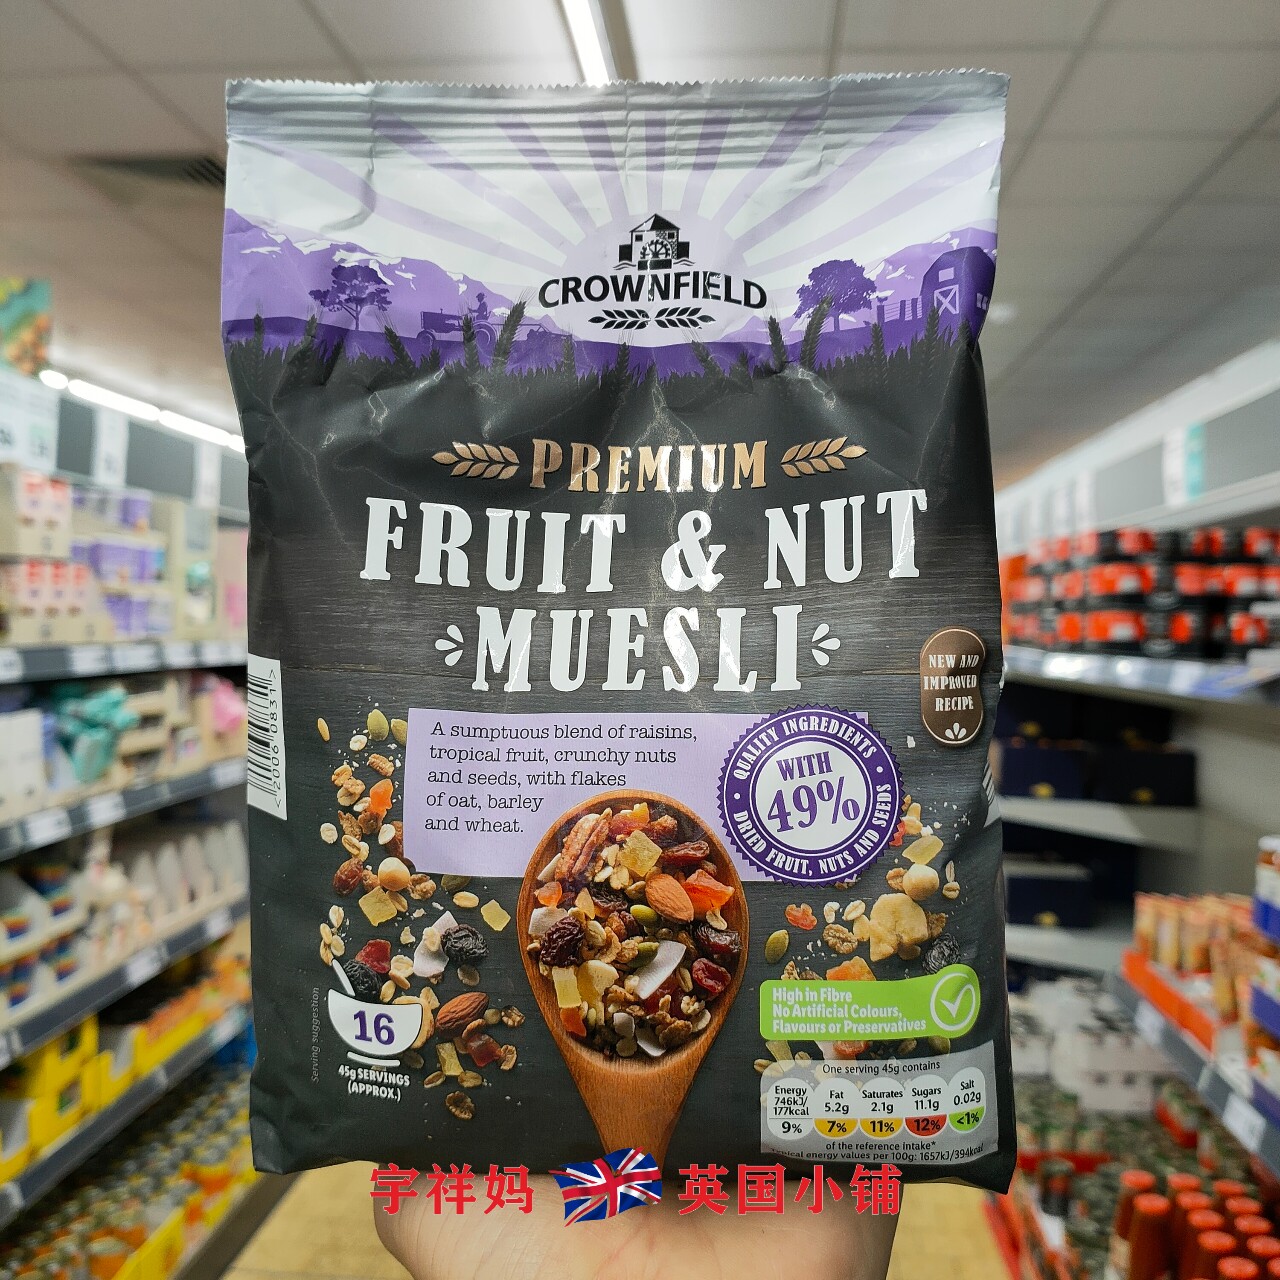 CROWNFIELD
PREMIUM
FRUIT & NUT
MUESLI
NEW AND
IMPROVED
RECIPE
A sumptuous blend of raisins,
tropical fruit, crunchy nuts
and seeds, with flakes
of oat, barley
and wheat.
QUALITY INGREDIENTS
WITH
49%
DRIED FRUIT, NUTS AND SEEDS
<2006 0831>
High in Fibre
No Artificial Colours,
Flavours or Preservatives
Serving suggestion
16
45g SERVINGS
(APPROX.)
One serving 45g contains
Energy Fat Saturates Sugars Salt
746kJ/ 5.2g 2.1g 11.1g 0.02g
177kcal
9% 7% 11% 12% <1%
of the reference intake*
Typical energy values per 100g: 1657kJ/394kcal
宇祥妈 英国小铺